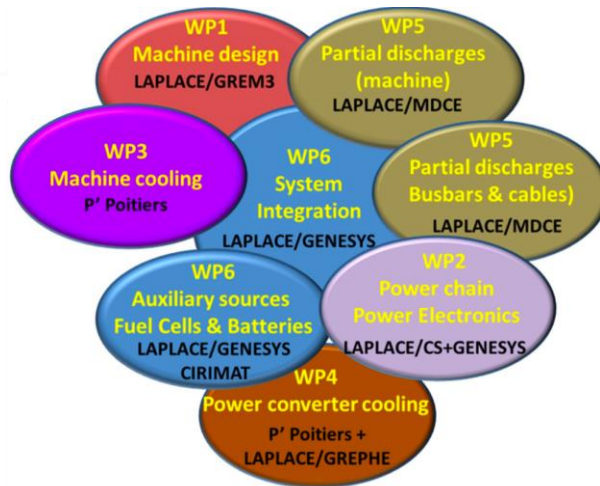 WP1
Machine design
LAPLACE/GREM3
WP5
Partial discharges
(machine)
LAPLACE/MDCE
WP3
Machine cooling
P' Poitiers
WP6
System
Integration
LAPLACE/GENESYS
WP5
Partial discharges
Busbars & cables)
LAPLACE/MDCE
WP6
Auxiliary sources
Fuel Cells & Batteries
LAPLACE/GENESYS
CIRIMAT
WP2
Power chain
Power Electronics
LAPLACE/CS+GENESYS
WP4
Power converter cooling
P' Poitiers +
LAPLACE/GREPHE